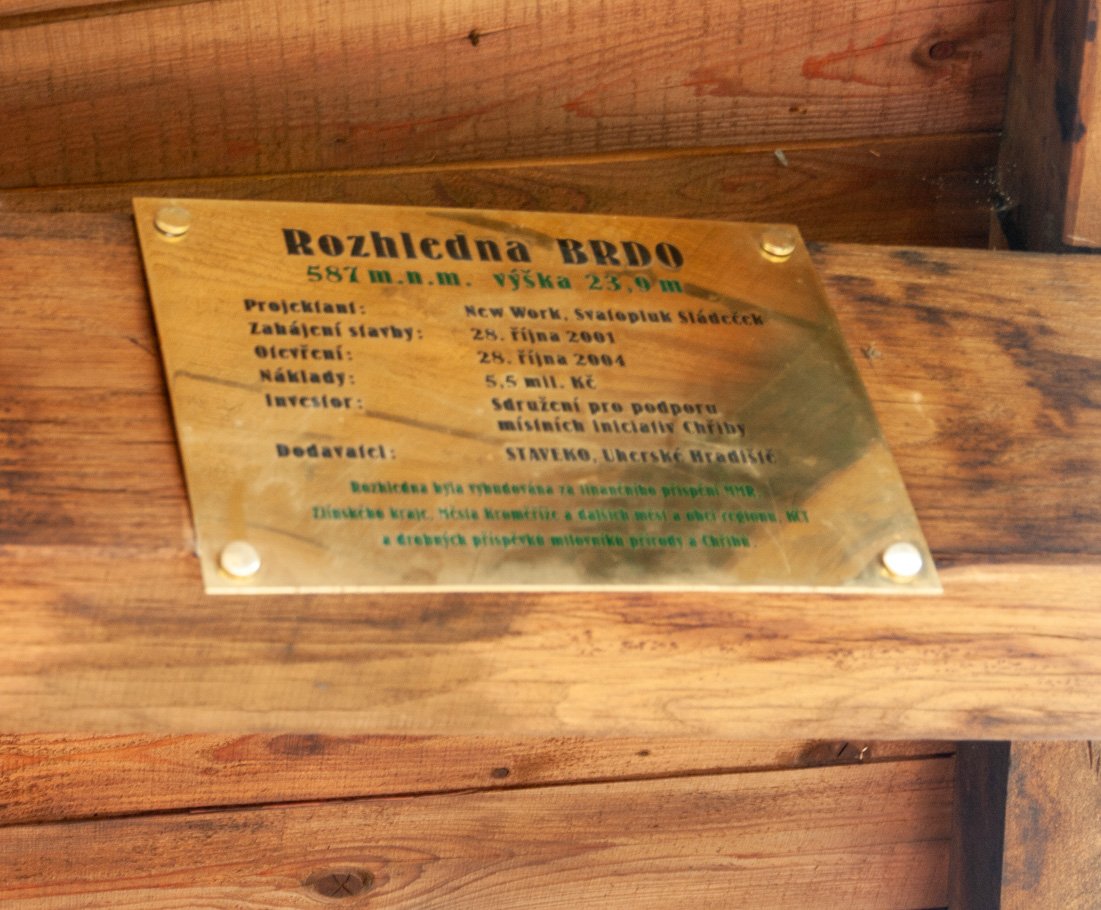 Rozhledna BRDO
587 m.n.m. výška 23,9 m
Projektant: New Work, Svatopluk Sládeček
Zahájení stavby: 28. října 2001
Otevření: 28. října 2004
Náklady: 5,5 mil. Kč
Investor: Sdružení pro podporu
místních iniciativ Chřiby
Dodavatel: STAVEKO, Uherské Hradiště
Rozhledna byla vybudována za finančního přispění MMR,
Zlínského kraje, Města Kroměříže a dalších měst a obcí regionu, KČT
a drobných příspěvků milovníků přírody a Chřibů.